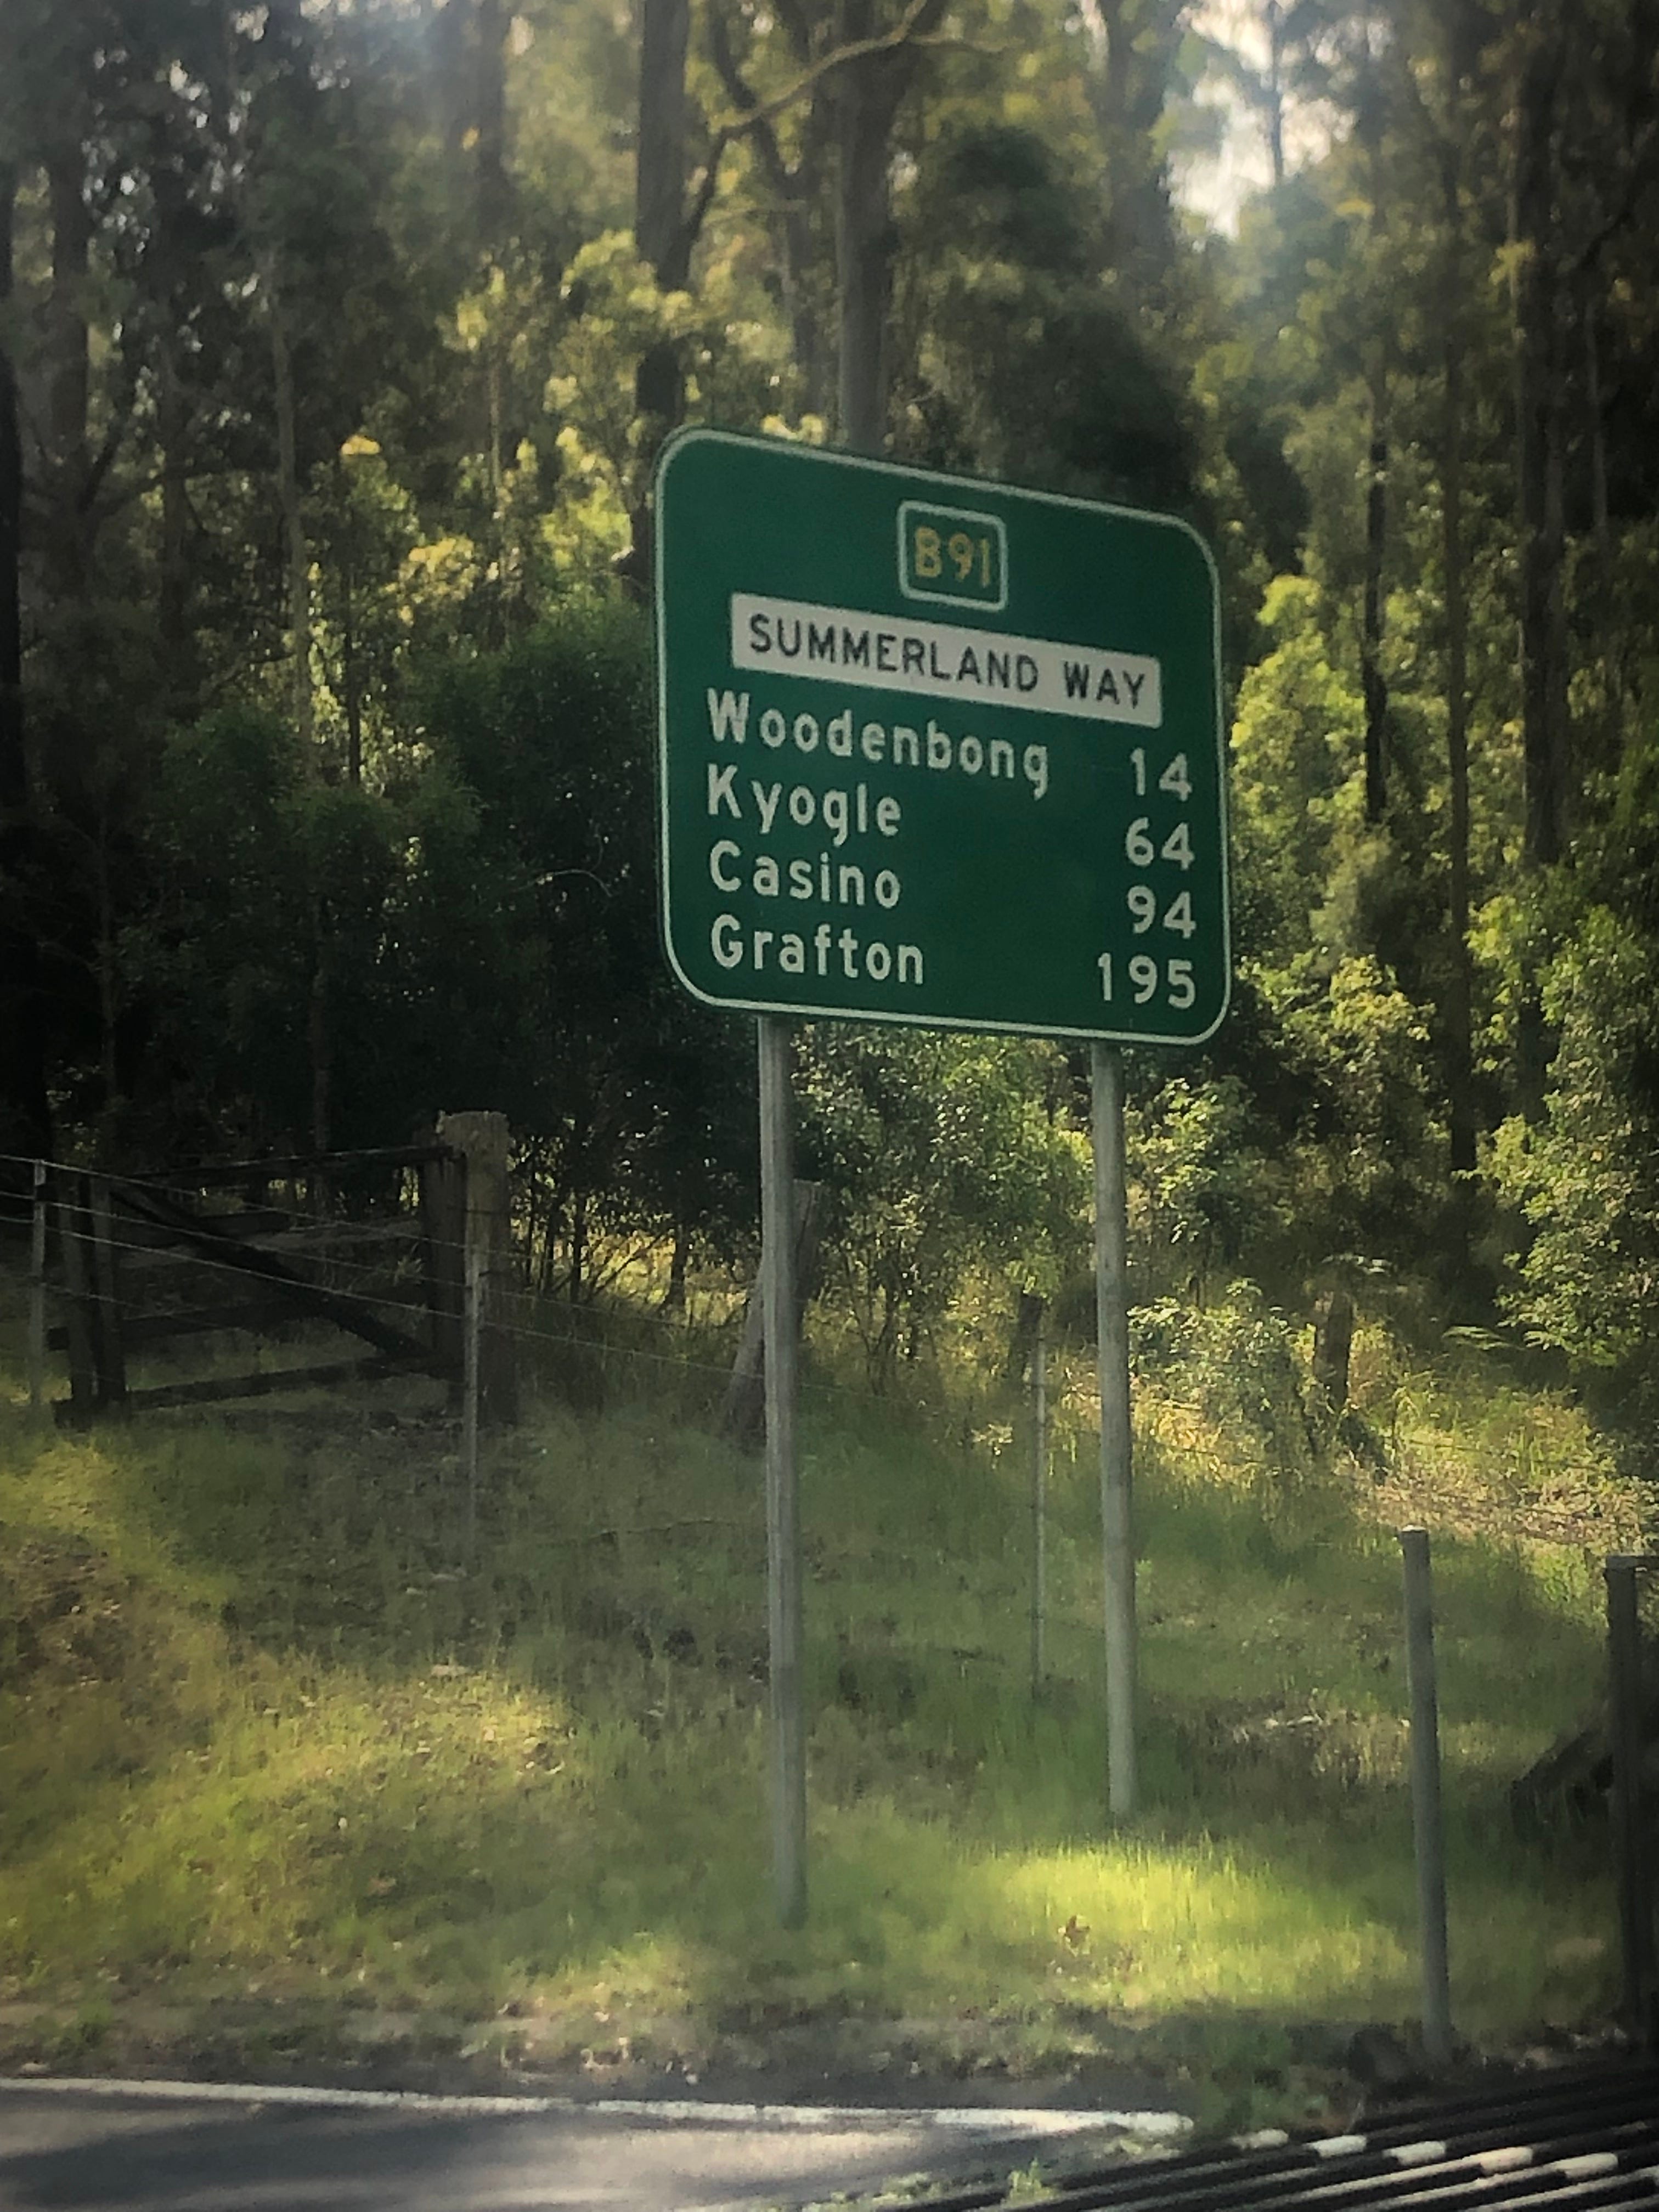 B91
SUMMERLAND WAY
Woodenbong 14
Kyogle 64
Casino 94
Grafton 195